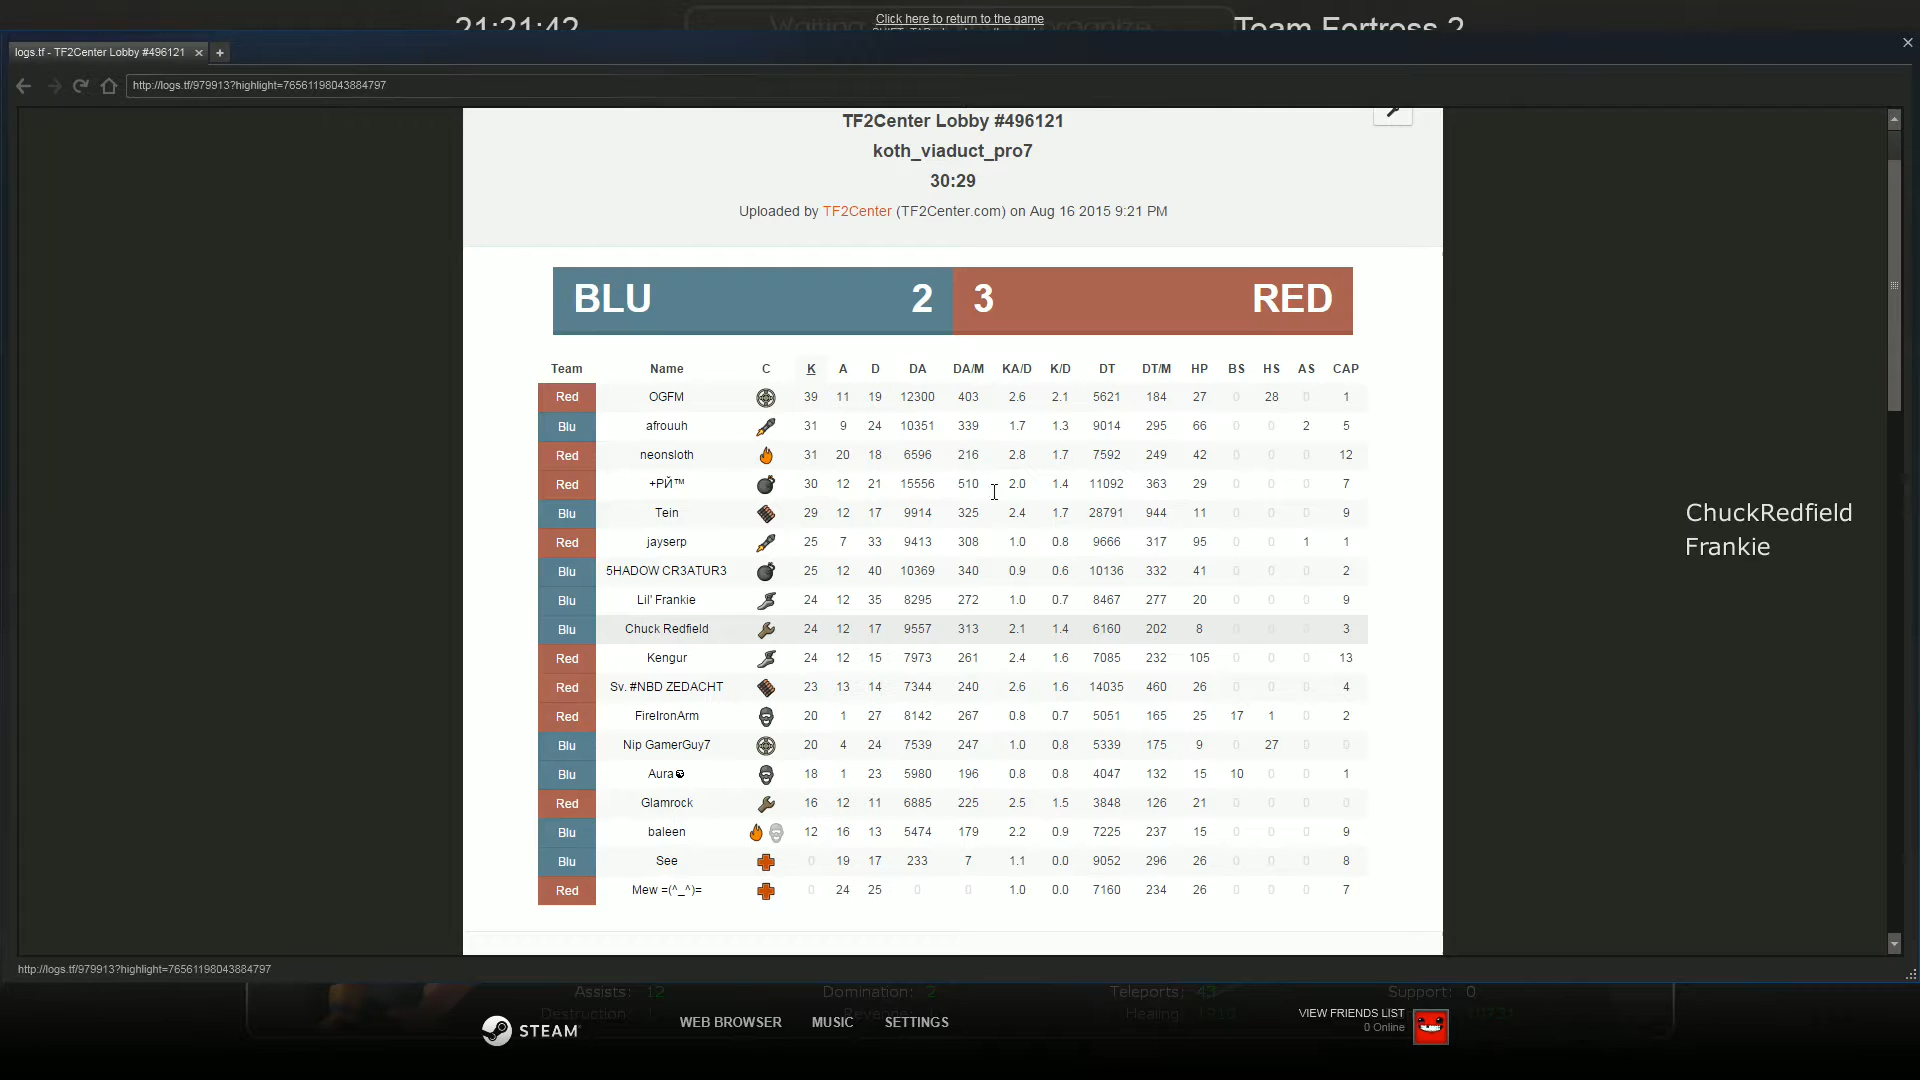 21:21:42
Click here to return to the game
Team Fortress 2
logs.tf - TF2Center Lobby #496121
http://logs.tf/979913?highlight=76561198043884797
TF2Center Lobby #496121
koth_viaduct_pro7
30:29
Uploaded by TF2Center (TF2Center.com) on Aug 16 2015 9:21 PM
BLU 2 3 RED
Team Name C K A D DA DA/M KA/D K/D DT DT/M HP BS HS AS CAP
Red OGFM 39 11 19 12300 403 2.6 2.1 5621 184 27 0 28 0 1
Blu afrouuh 31 9 24 10351 339 1.7 1.3 9014 295 66 0 0 2 5
Red neonsloth 31 20 18 6596 216 2.8 1.7 7592 249 42 0 0 0 12
Red +РЙ™ 30 12 21 15556 510 2.0 1.4 11092 363 29 0 0 0 7
Blu Tein 29 12 17 9914 325 2.4 1.7 28791 944 11 0 0 0 9
Red jayserp 25 7 33 9413 308 1.0 0.8 9666 317 95 0 0 1 1
Blu 5HADOW CR3ATUR3 25 12 40 10369 340 0.9 0.6 10136 332 41 0 0 0 2
Blu Lil' Frankie 24 12 35 8295 272 1.0 0.7 8467 277 20 0 0 0 9
Blu Chuck Redfield 24 12 17 9557 313 2.1 1.4 6160 202 8 0 0 0 3
Red Kengur 24 12 15 7973 261 2.4 1.6 7085 232 105 0 0 0 13
Red Sv. #NBD ZEDACHT 23 13 14 7344 240 2.6 1.6 14035 460 26 0 0 0 4
Red FireIronArm 20 1 27 8142 267 0.8 0.7 5051 165 25 17 1 0 2
Blu Nip GamerGuy7 20 4 24 7539 247 1.0 0.8 5339 175 9 0 27 0 0
Blu Aura 18 1 23 5980 196 0.8 0.8 4047 132 15 10 0 0 1
Red Glamrock 16 12 11 6885 225 2.5 1.5 3848 126 21 0 0 0 0
Blu baleen 12 16 13 5474 179 2.2 0.9 7225 237 15 0 0 0 9
Blu See 0 19 17 233 7 1.1 0.0 9052 296 26 0 0 0 8
Red Mew =(^_^)= 0 24 25 0 0 1.0 0.0 7160 234 26 0 0 0 7
ChuckRedfield
Frankie
http://logs.tf/979913?highlight=76561198043884797
Assists: 12 Domination: 2 Teleports: 43 Support: 0
Destruction: Healing:
STEAM WEB BROWSER MUSIC SETTINGS
VIEW FRIENDS LIST
0 Online